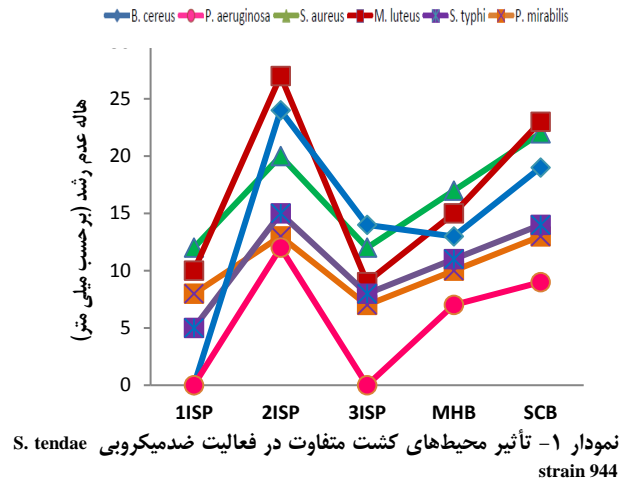 B. cereus P. aeruginosa S. aureus M. luteus S. typhi P. mirabilis
هاله عدم رشد (برحسب میلی متر)
25
20
15
10
5
0
1ISP 2ISP 3ISP MHB SCB
نمودار ۱- تأثیر محیط‌های کشت متفاوت در فعالیت ضدمیکروبی S. tendae
strain 944